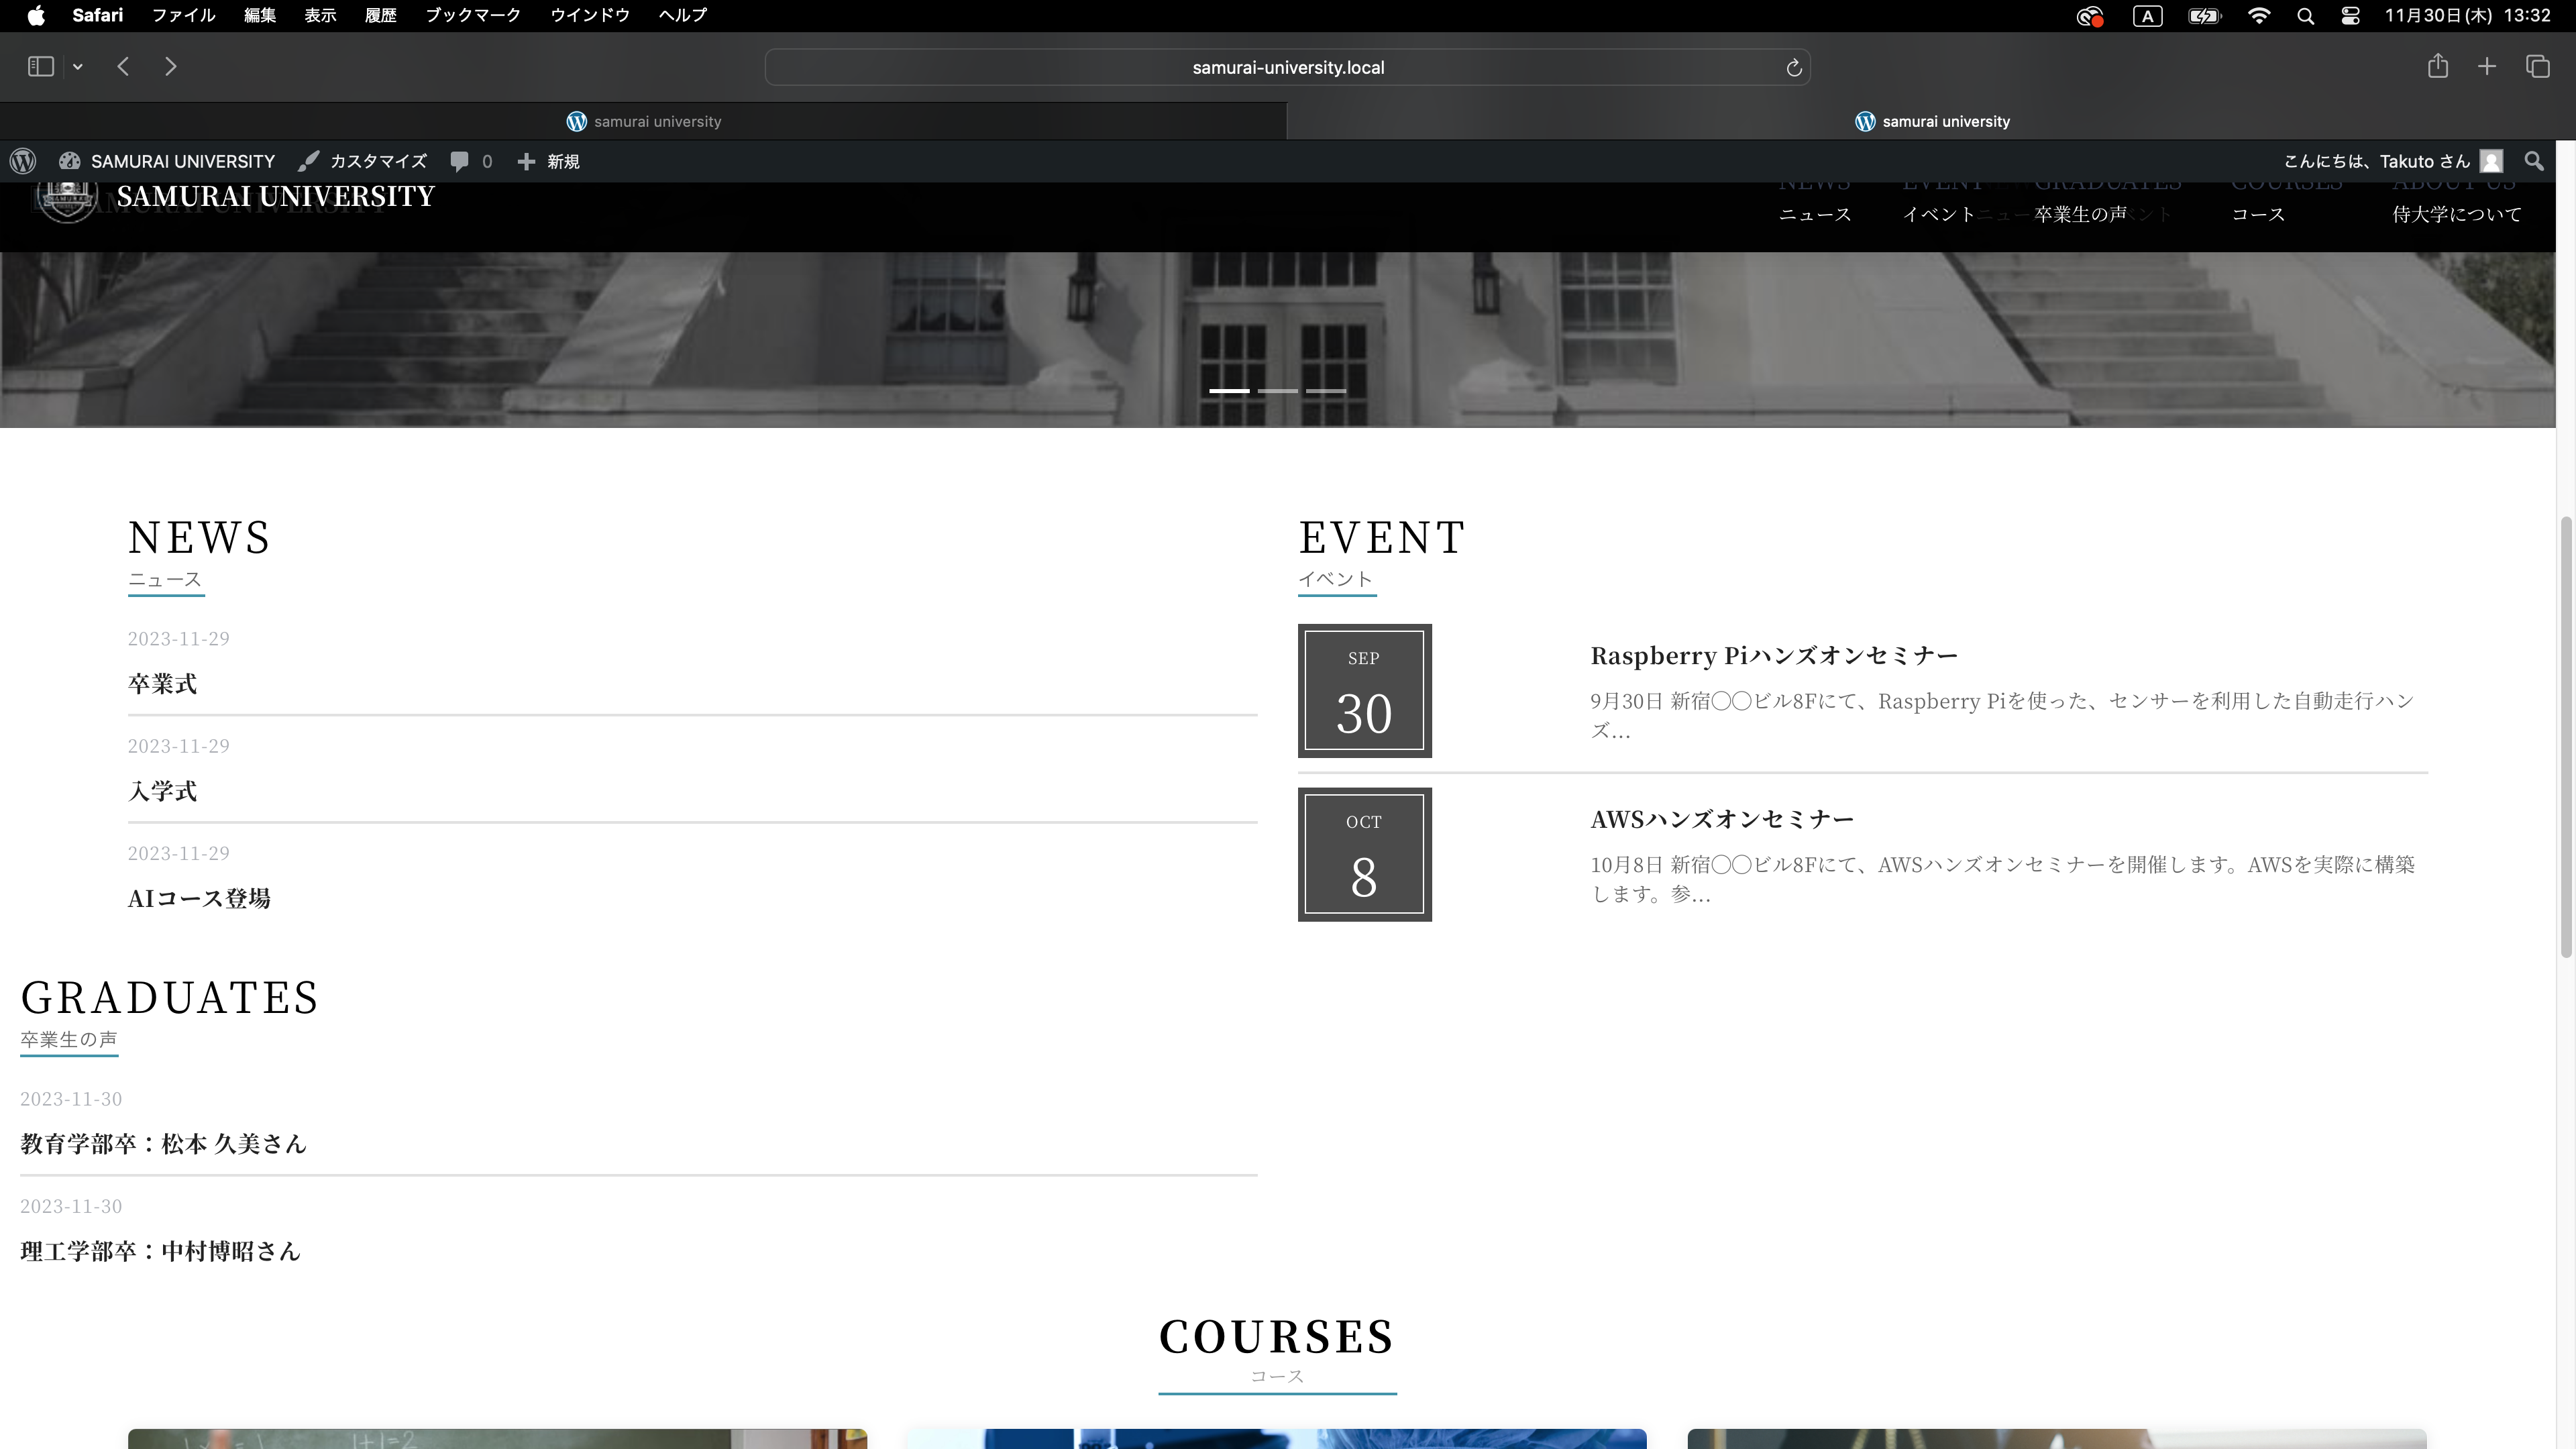 Safari ファイル 編集 表示 履歴 ブックマーク ウインドウ ヘルプ A 11月30日(木) 13:32
samurai-university.local
samurai university samurai university
SAMURAI UNIVERSITY カスタマイズ 0 新規 こんにちは、Takuto さん
NEWS EVENT GRADUATES COURSES ABOUT US
SAMURAI UNIVERSITY
ニュース イベント 卒業生の声 コース 侍大学について
NEWS
ニュース
2023-11-29
卒業式
2023-11-29
入学式
2023-11-29
AIコース登場
EVENT
イベント
SEP
30
Raspberry Piハンズオンセミナー
9月30日 新宿◯◯ビル8Fにて、Raspberry Piを使った、センサーを利用した自動走行ハン
ズ...
OCT
8
AWSハンズオンセミナー
10月8日 新宿◯◯ビル8Fにて、AWSハンズオンセミナーを開催します。AWSを実際に構築
します。参...
GRADUATES
卒業生の声
2023-11-30
教育学部卒：松本 久美さん
2023-11-30
理工学部卒：中村博昭さん
COURSES
コース
1+1=2